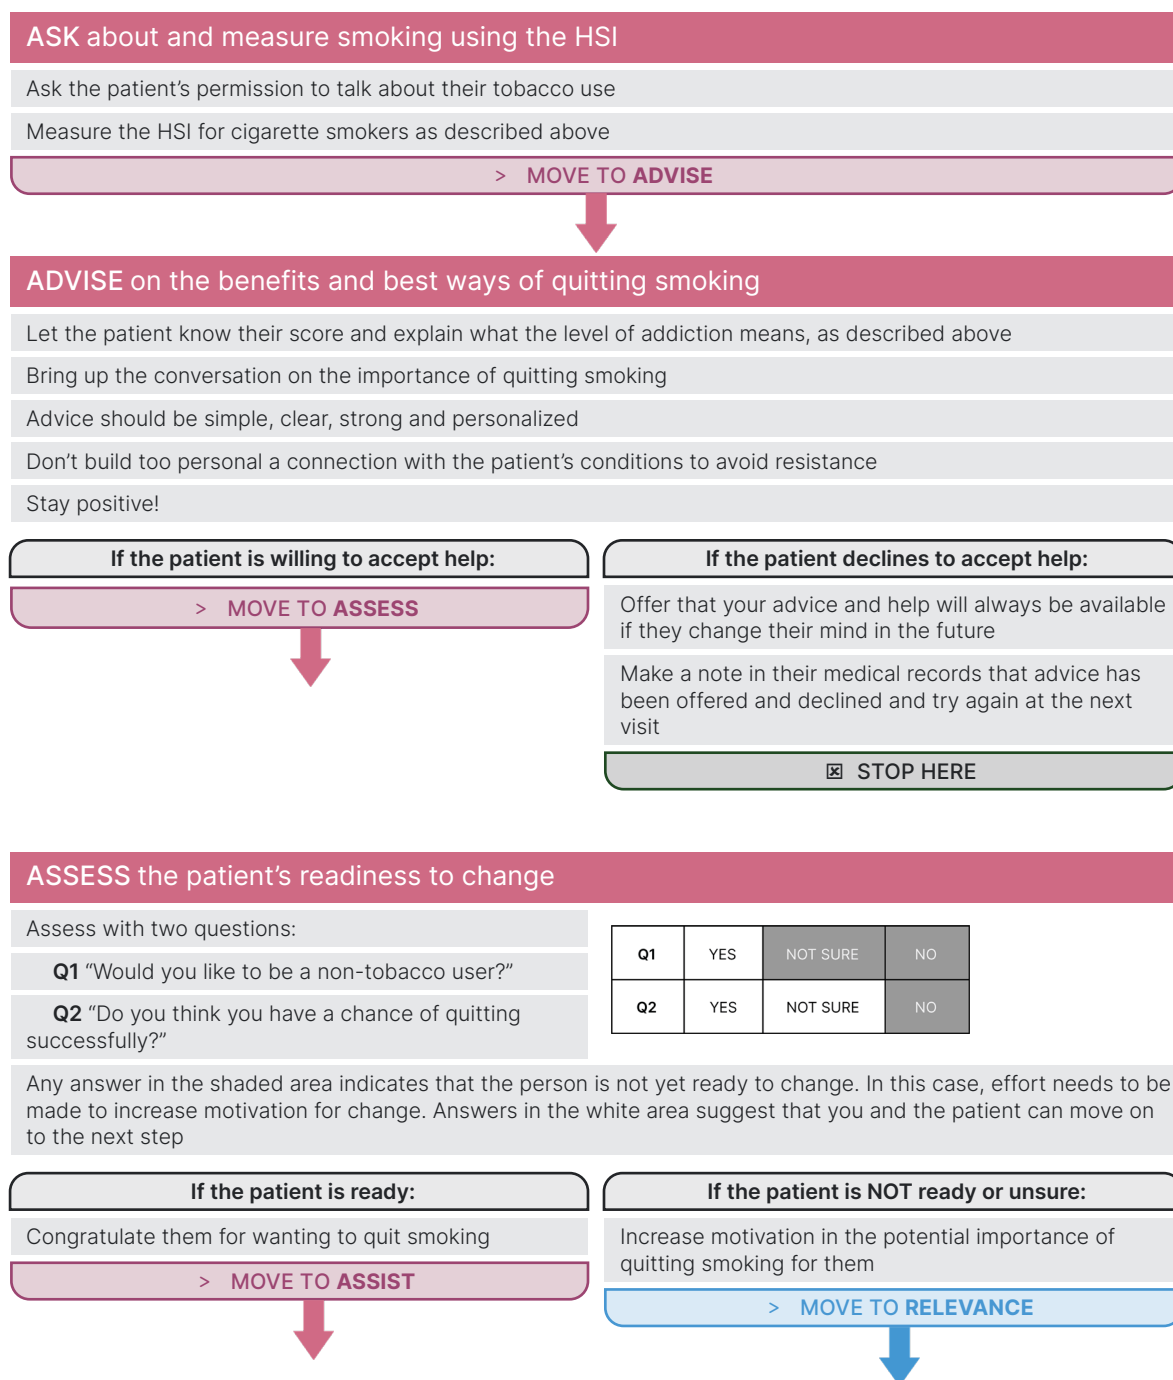 ASK about and measure smoking using the HSI
Ask the patient’s permission to talk about their tobacco use
Measure the HSI for cigarette smokers as described above
> MOVE TO ADVISE
ADVISE on the benefits and best ways of quitting smoking
Let the patient know their score and explain what the level of addiction means, as described above
Bring up the conversation on the importance of quitting smoking
Advice should be simple, clear, strong and personalized
Don’t build too personal a connection with the patient’s conditions to avoid resistance
Stay positive!
If the patient is willing to accept help:
> MOVE TO ASSESS
If the patient declines to accept help:
Offer that your advice and help will always be available
if they change their mind in the future
Make a note in their medical records that advice has
been offered and declined and try again at the next
visit
☒ STOP HERE
ASSESS the patient’s readiness to change
Assess with two questions:
Q1 “Would you like to be a non-tobacco user?”
Q2 “Do you think you have a chance of quitting
successfully?”
Q1 YES NOT SURE NO
Q2 YES NOT SURE NO
Any answer in the shaded area indicates that the person is not yet ready to change. In this case, effort needs to be
made to increase motivation for change. Answers in the white area suggest that you and the patient can move on
to the next step
If the patient is ready:
Congratulate them for wanting to quit smoking
> MOVE TO ASSIST
If the patient is NOT ready or unsure:
Increase motivation in the potential importance of
quitting smoking for them
> MOVE TO RELEVANCE